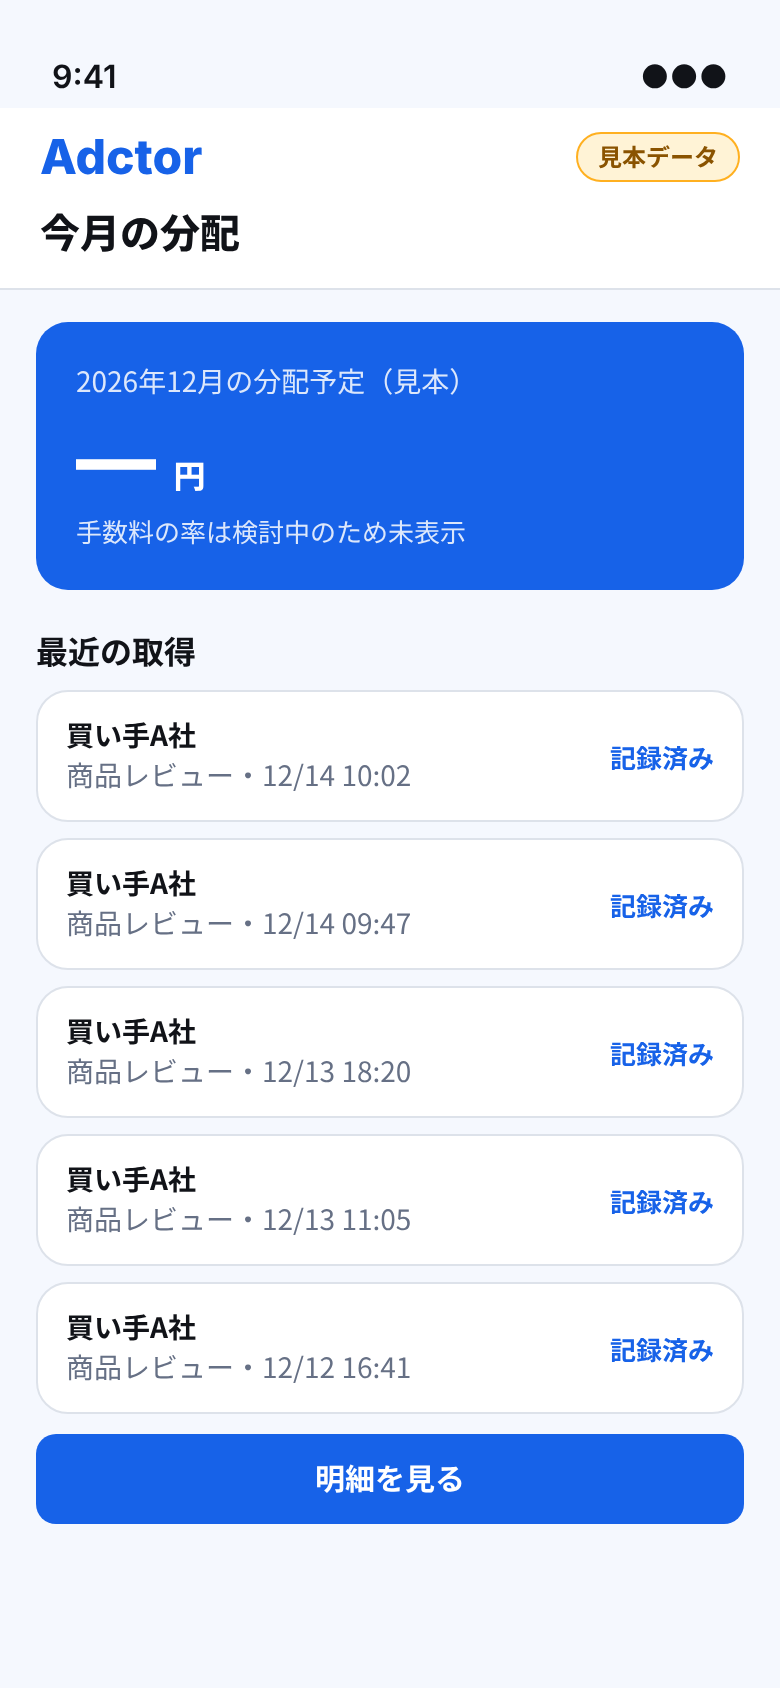 9:41
Adctor
見本データ
今月の分配
2026年12月の分配予定（見本）
— 円
手数料の率は検討中のため未表示
最近の取得
買い手A社
商品レビュー・12/14 10:02
記録済み
買い手A社
商品レビュー・12/14 09:47
記録済み
買い手A社
商品レビュー・12/13 18:20
記録済み
買い手A社
商品レビュー・12/13 11:05
記録済み
買い手A社
商品レビュー・12/12 16:41
記録済み
明細を見る